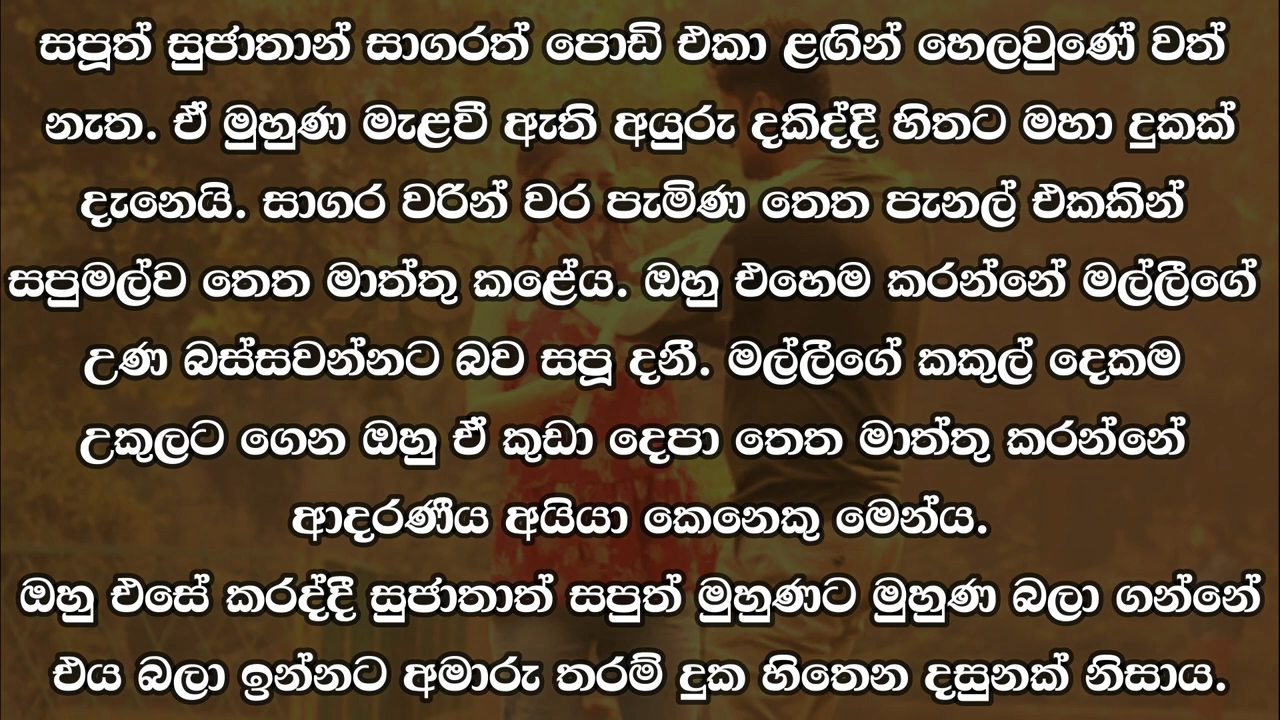 සපූත් සුජාතාන් සාගරත් පොඩි එකා ළඟින් හෙලවුණේ වත්
නැත. ඒ මුහුණ මැළවී ඇති අයුරු දකිද්දී හිතට මහා දුකක්
දැනෙයි. සාගර වරින් වර පැමිණ තෙත පැනල් එකකින්
සපුමල්ව තෙත මාත්තු කළේය. ඔහු එහෙම කරන්නේ මල්ලීගේ
උණ බස්සවන්නට බව සපූ දනී. මල්ලීගේ කකුල් දෙකම
උකුලට ගෙන ඔහු ඒ කුඩා දෙපා තෙත මාත්තු කරන්නේ
ආදරණීය අයියා කෙනෙකු මෙන්ය.
ඔහු එසේ කරද්දී සුජාතාත් සපුත් මුහුණට මුහුණ බලා ගන්නේ
එය බලා ඉන්නට අමාරු තරම් දුක හිතෙන දසුනක් නිසාය.